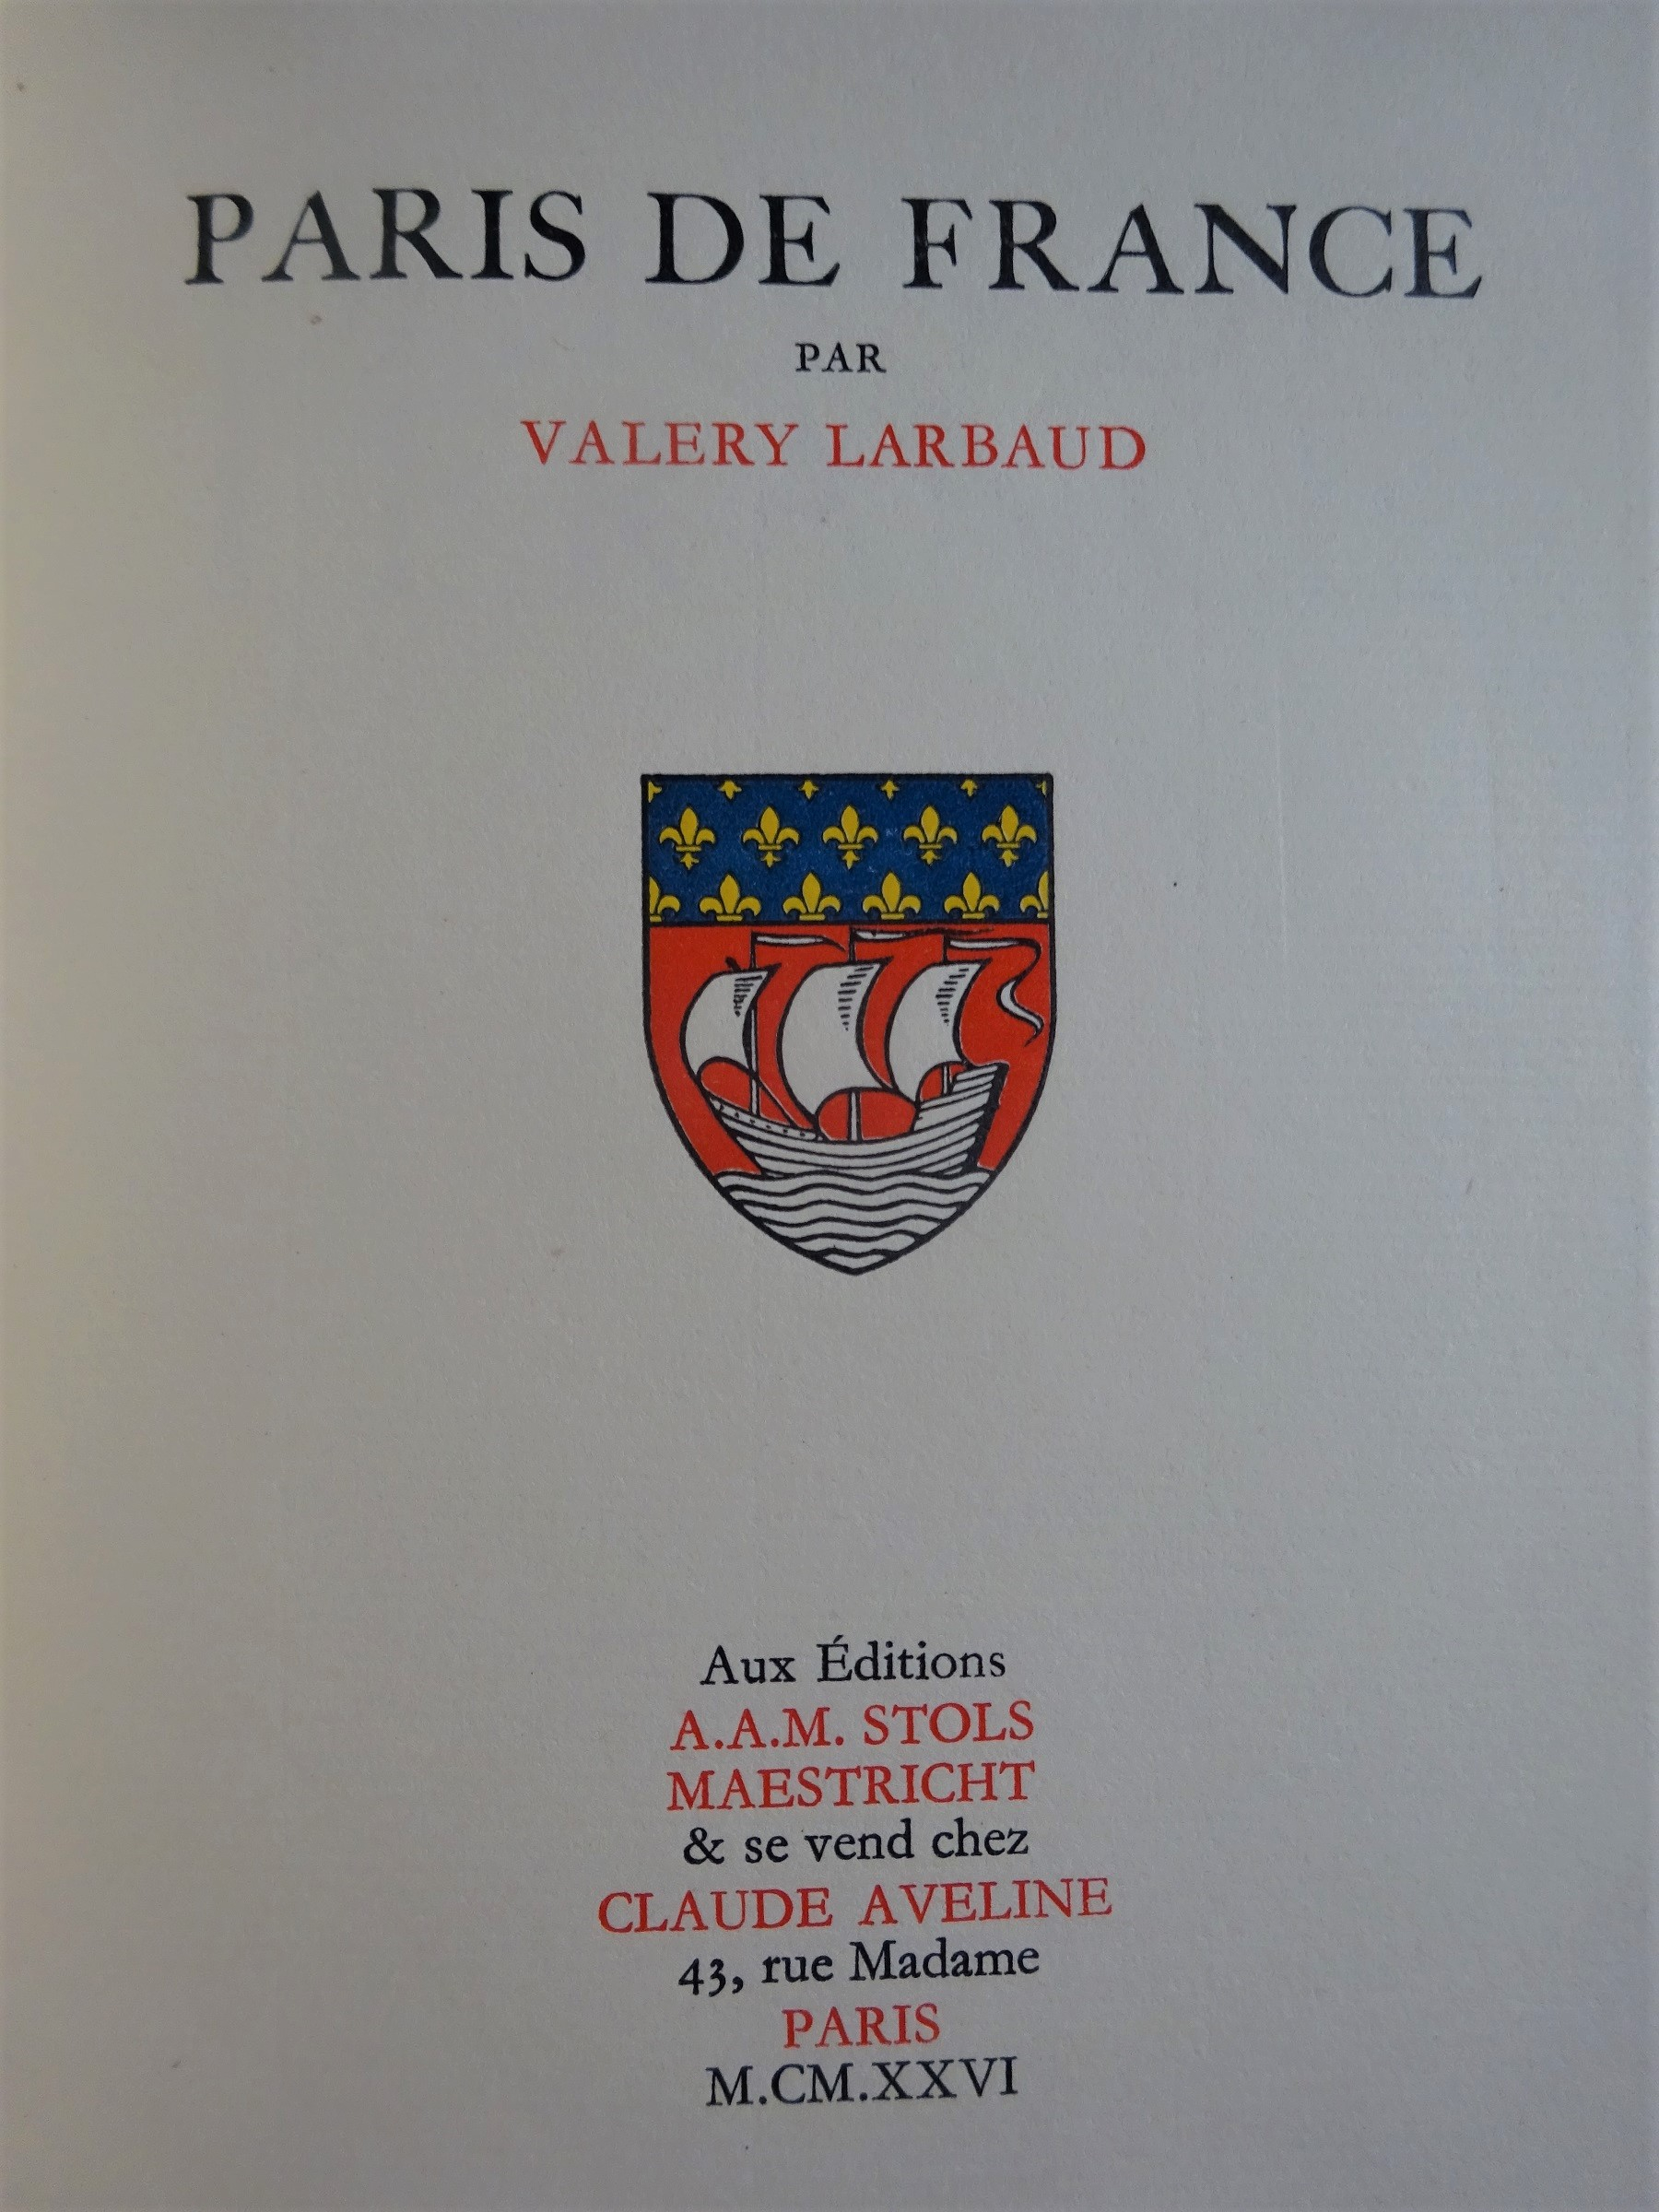 PARIS DE FRANCE
PAR
VALERY LARBAUD
Aux Éditions
A.A.M. STOLS
MAESTRICHT
& se vend chez
CLAUDE AVELINE
43, rue Madame
PARIS
M.CM.XXVI